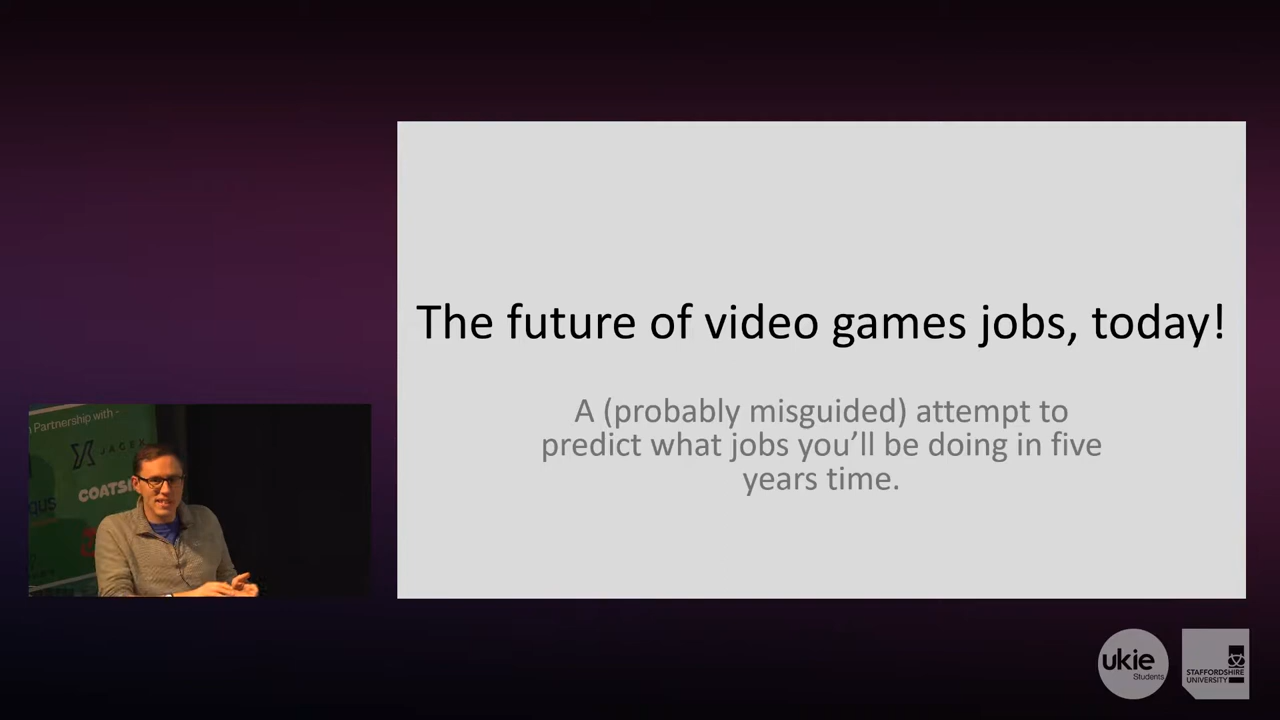 The future of video games jobs, today!
A (probably misguided) attempt to
predict what jobs you'll be doing in five
years time.
Partnership with -
JAGEX
COATS
ukie
Students
STAFFORDSHIRE
UNIVERSITY